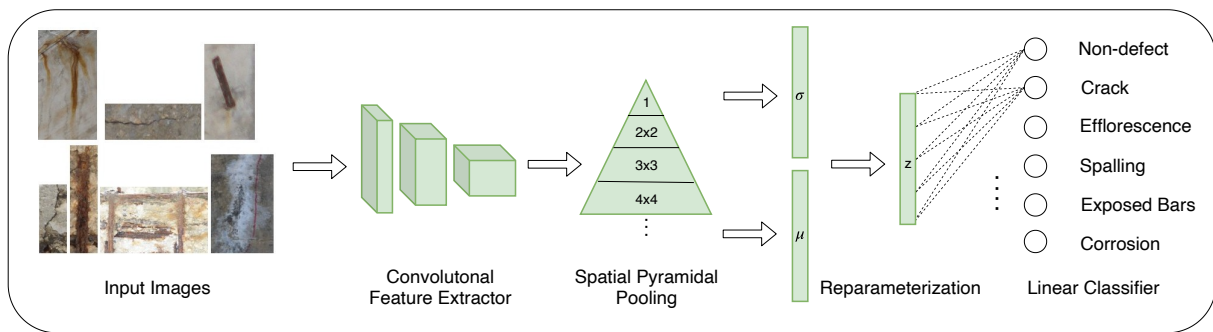 1
2x2
3x3
4x4
σ
μ
z
Non-defect
Crack
Efflorescence
Spalling
Exposed Bars
Corrosion
Input Images
Convolutonal
Feature Extractor
Spatial Pyramidal
Pooling
Reparameterization
Linear Classifier